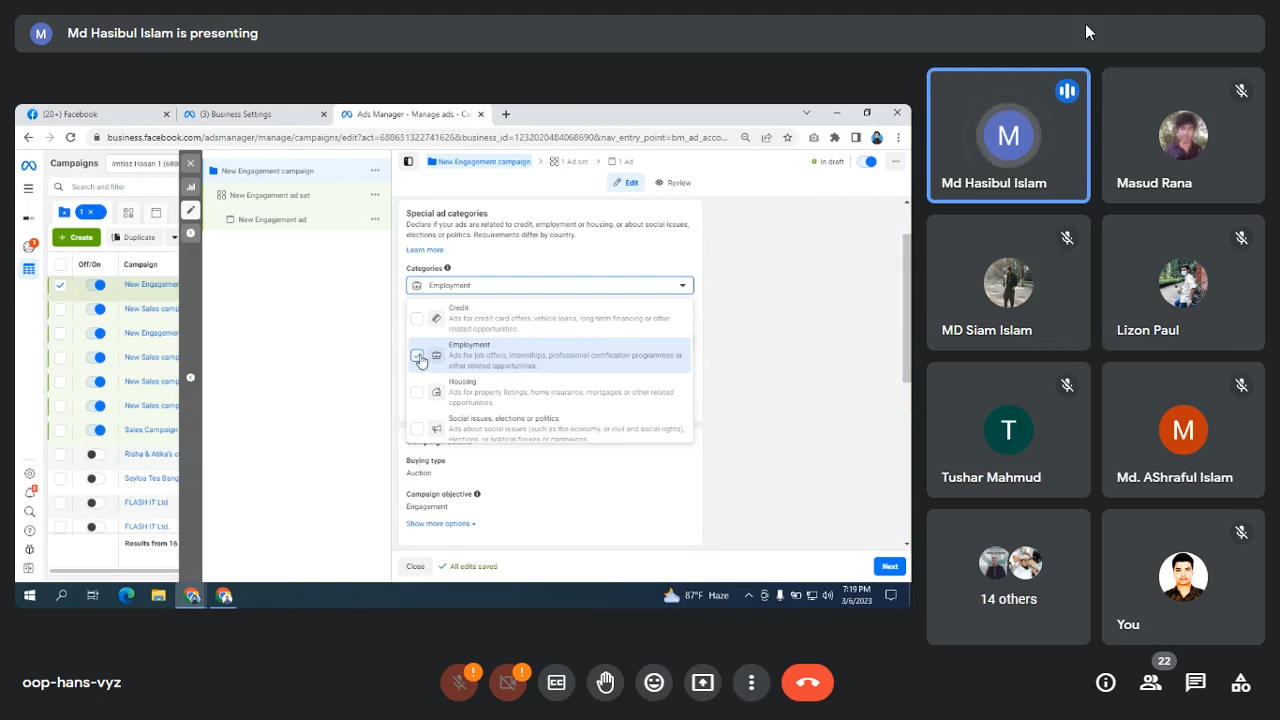 M
Md Hasibul Islam is presenting
(20+) Facebook
(3) Business Settings
Ads Manager - Manage ads - Ca
business.facebook.com/adsmanager/manage/campaigns/edit?act=688651322741626&business_id=1232020484068690&nav_entry_point=bm_ad_acco...
Campaigns
Imtiaz Hasan 1 (688
Search and filter
1
Create
Duplicate
Off/On
Campaign
New Engageme
New Sales camp
New Engageme
New Sales camp
New Sales camp
New Sales camp
Sales Campaign
Risha & Atika's c
Seyloa Tea Bang
FLASH IT Ltd
FLASH IT Ltd.
Results from 16
New Engagement campaign
New Engagement ad set
New Engagement ad
New Engagement campaign
1 Ad set
1 Ad
In draft
Edit
Review
Special ad categories
Declare if your ads are related to credit, employment or housing, or about social issues,
elections or politics. Requirements differ by country.
Learn more
Categories
Employment
Credit
Ads for credit card offers, vehicle loans, long-term financing or other
related opportunities.
Employment
Ads for job offers, internships, professional certification programmes or
other related opportunities.
Housing
Ads for property listings, home insurance, mortgages or other related
opportunities.
Social issues, elections or politics
Ads about social issues (such as the economy, or civil and social rights),
elections, or political figures or campaigns.
Buying type
Auction
Campaign objective
Engagement
Show more options
Close
All edits saved
Next
87°F Haze
7:19 PM
3/6/2023
M
Md Hasibul Islam
Masud Rana
MD Siam Islam
Lizon Paul
T
Tushar Mahmud
M
Md. AShraful Islam
14 others
You
oop-hans-vyz
CC
22